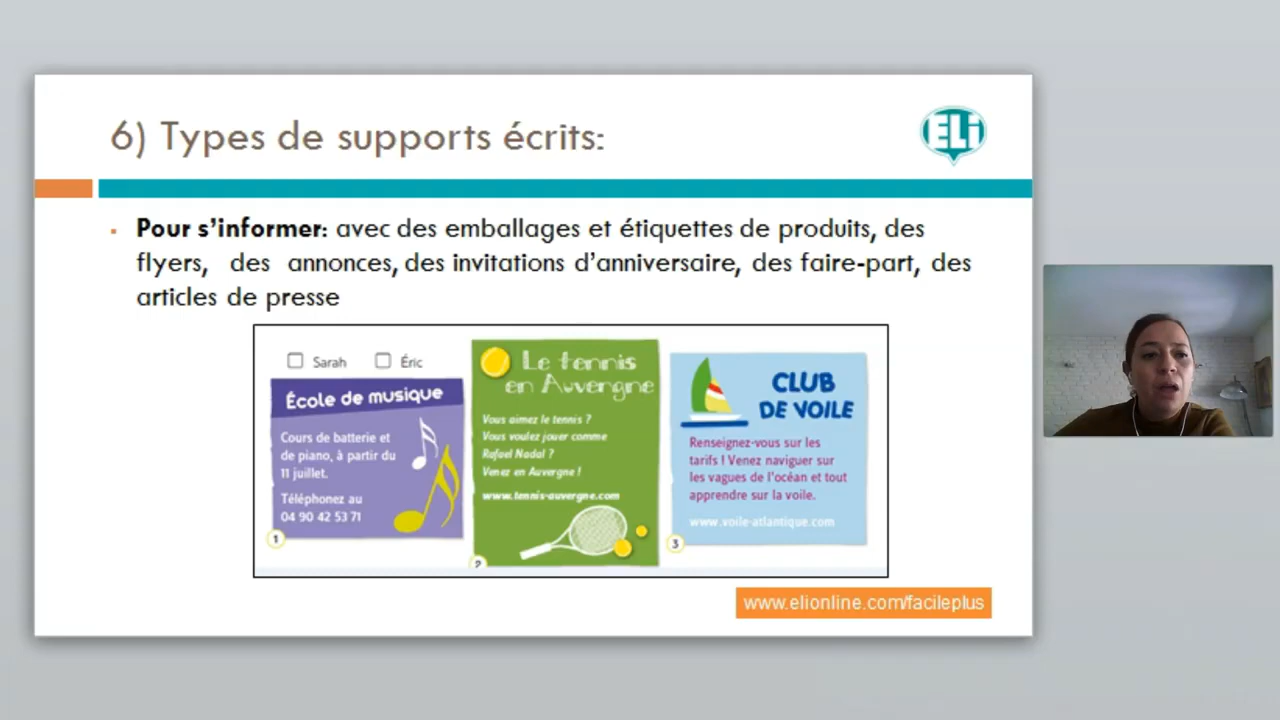 6) Types de supports écrits:
ELi
Pour s'informer: avec des emballages et étiquettes de produits, des
flyers, des annonces, des invitations d'anniversaire, des faire-part, des
articles de presse
Sarah
Éric
École de musique
Cours de batterie et
de piano, à partir du
11 juillet.
Téléphonez au
04 90 42 53 71
1
Le tennis
en Auvergne
Vous aimez le tennis ?
Vous voulez jouer comme
Rafael Nadal ?
Venez en Auvergne !
www.tennis-auvergne.com
2
CLUB
DE VOILE
Renseignez-vous sur les
tarifs ! Venez naviguer sur
les vagues de l'océan et tout
apprendre sur la voile.
www.voile-atlantique.com
3
www.elionline.com/facileplus